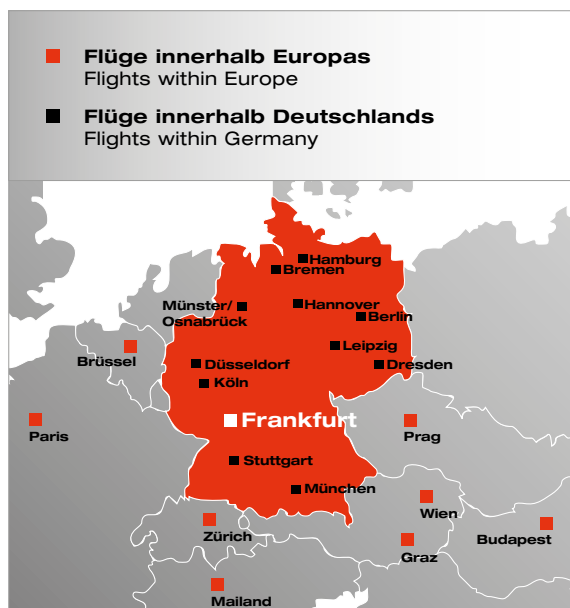 Flüge innerhalb Europas
Flights within Europe
Flüge innerhalb Deutschlands
Flights within Germany
Hamburg
Bremen
Münster/
Osnabrück
Hannover
Berlin
Leipzig
Brüssel
Düsseldorf
Dresden
Köln
Frankfurt
Paris
Prag
Stuttgart
München
Wien
Zürich
Graz
Budapest
Mailand